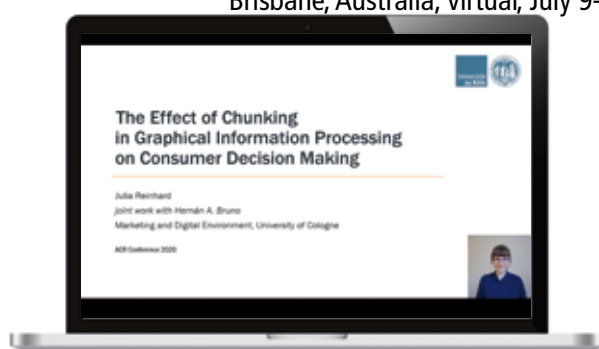 Brisbane, Australia, virtual, July 9-
The Effect of Chunking
in Graphical Information Processing
on Consumer Decision Making
Julia Reinhard
joint work with Hernán A. Bruno
Marketing and Digital Environment, University of Cologne
ACR Conference 2020